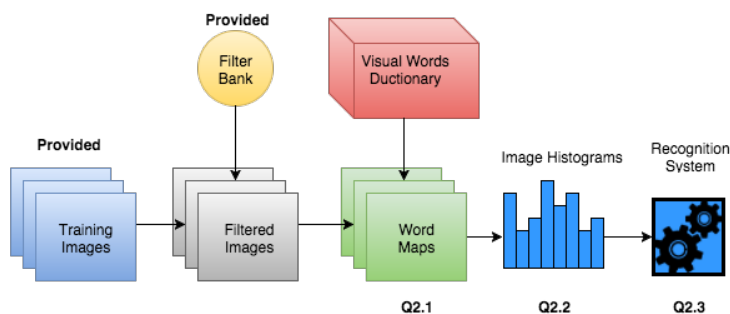 Provided
Filter
Bank
Visual Words
Ductionary
Provided
Training
Images
Filtered
Images
Word
Maps
Image Histograms
Recognition
System
Q2.1
Q2.2
Q2.3